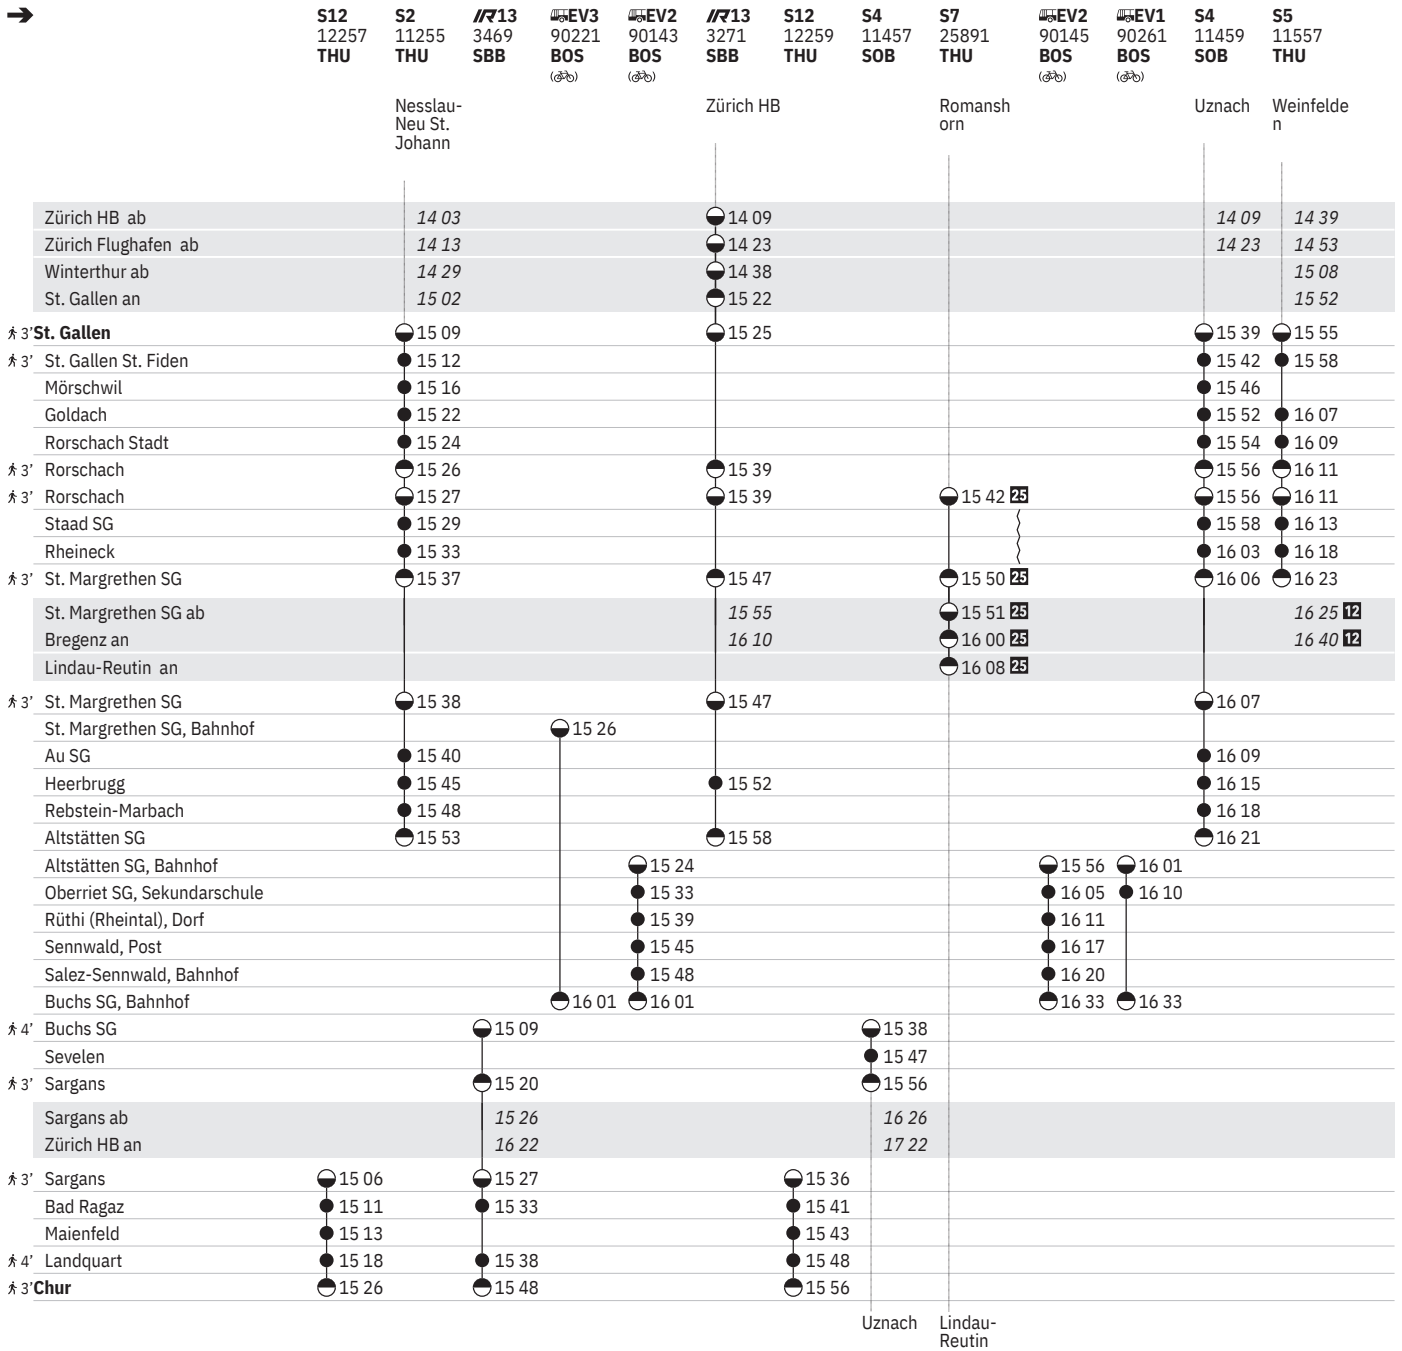 S12 S2 IR13 EV3 EV2 IR13 S12 S4 S7 EV2 EV1 S4 S5
12257 11255 3469 90221 90143 3271 12259 11457 25891 90145 90261 11459 11557
THU THU SBB BOS BOS SBB THU SOB THU BOS BOS SOB THU
Nesslau- Zürich HB Romansh Uznach Weinfelde
Neu St. orn n
Johann
Zürich HB ab 14 03 14 09 14 09 14 39
Zürich Flughafen ab 14 13 14 23 14 23 14 53
Winterthur ab 14 29 14 38 15 08
St. Gallen an 15 02 15 22 15 52
3' St. Gallen 15 09 15 25 15 39 15 55
3' St. Gallen St. Fiden 15 12 15 42 15 58
Mörschwil 15 16 15 46
Goldach 15 22 15 52 16 07
Rorschach Stadt 15 24 15 54 16 09
3' Rorschach 15 26 15 39 15 56 16 11
3' Rorschach 15 27 15 39 15 42 25 15 56 16 11
Staad SG 15 29 15 58 16 13
Rheineck 15 33 16 03 16 18
3' St. Margrethen SG 15 37 15 47 15 50 25 16 06 16 23
St. Margrethen SG ab 15 55 15 51 25 16 25 12
Bregenz an 16 10 16 00 25 16 40 12
Lindau-Reutin an 16 08 25
3' St. Margrethen SG 15 38 15 47 16 07
St. Margrethen SG, Bahnhof 15 26
Au SG 15 40 16 09
Heerbrugg 15 45 15 52 16 15
Rebstein-Marbach 15 48 16 18
Altstätten SG 15 53 15 58 16 21
Altstätten SG, Bahnhof 15 24 15 56 16 01
Oberriet SG, Sekundarschule 15 33 16 05 16 10
Rüthi (Rheintal), Dorf 15 39 16 11
Sennwald, Post 15 45 16 17
Salez-Sennwald, Bahnhof 15 48 16 20
Buchs SG, Bahnhof 16 01 16 01 16 33 16 33
4' Buchs SG 15 09 15 38
Sevelen 15 47
3' Sargans 15 20 15 56
Sargans ab 15 26 16 26
Zürich HB an 16 22 17 22
3' Sargans 15 06 15 27 15 36
Bad Ragaz 15 11 15 33 15 41
Maienfeld 15 13 15 43
4' Landquart 15 18 15 38 15 48
3' Chur 15 26 15 48 15 56
Uznach Lindau-
Reutin